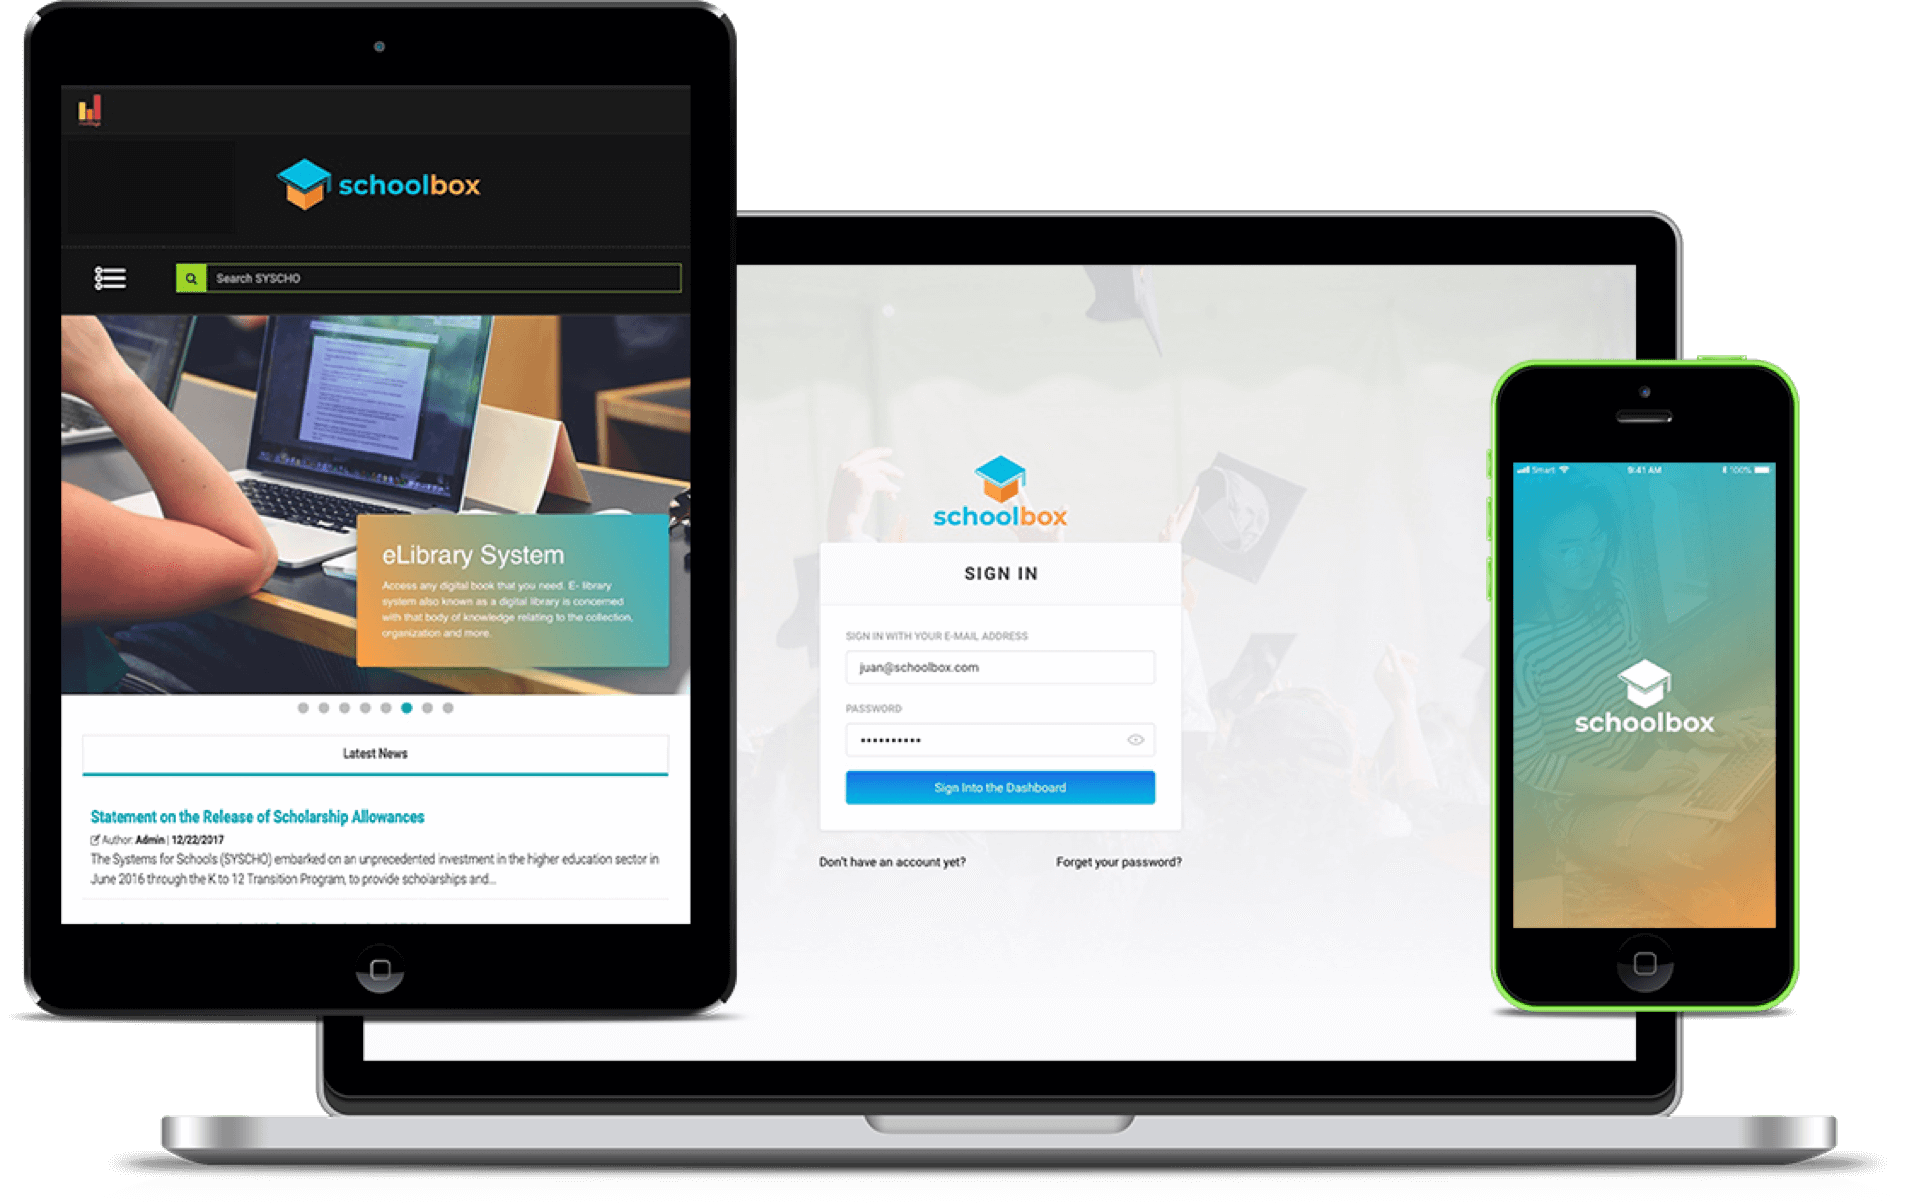 schoolbox
Search SYSCHO
eLibrary System
Access any digital book that you need. E- library
system also known as a digital library is concerned
with that body of knowledge relating to the collection,
organization and more.
Latest News
Statement on the Release of Scholarship Allowances
Author: Admin | 12/22/2017
The Systems for Schools (SYSCHO) embarked on an unprecedented investment in the higher education sector in
June 2016 through the K to 12 Transition Program, to provide scholarships and...
schoolbox
SIGN IN
SIGN IN WITH YOUR E-MAIL ADDRESS
juan@schoolbox.com
PASSWORD
••••••••••
Sign Into the Dashboard
Don't have an account yet?
Forget your password?
Smart 9:41 AM 100%
schoolbox